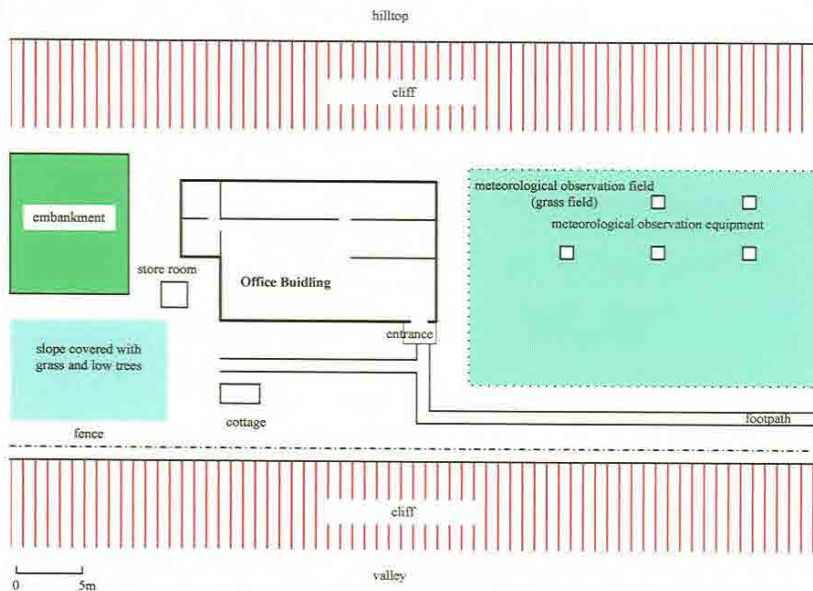 hilltop
cliff
meteorological observation field
(grass field)
meteorological observation equipment
embankment
store room
Office Buidling
entrance
slope covered with
grass and low trees
cottage
footpath
fence
cliff
valley
0 5m